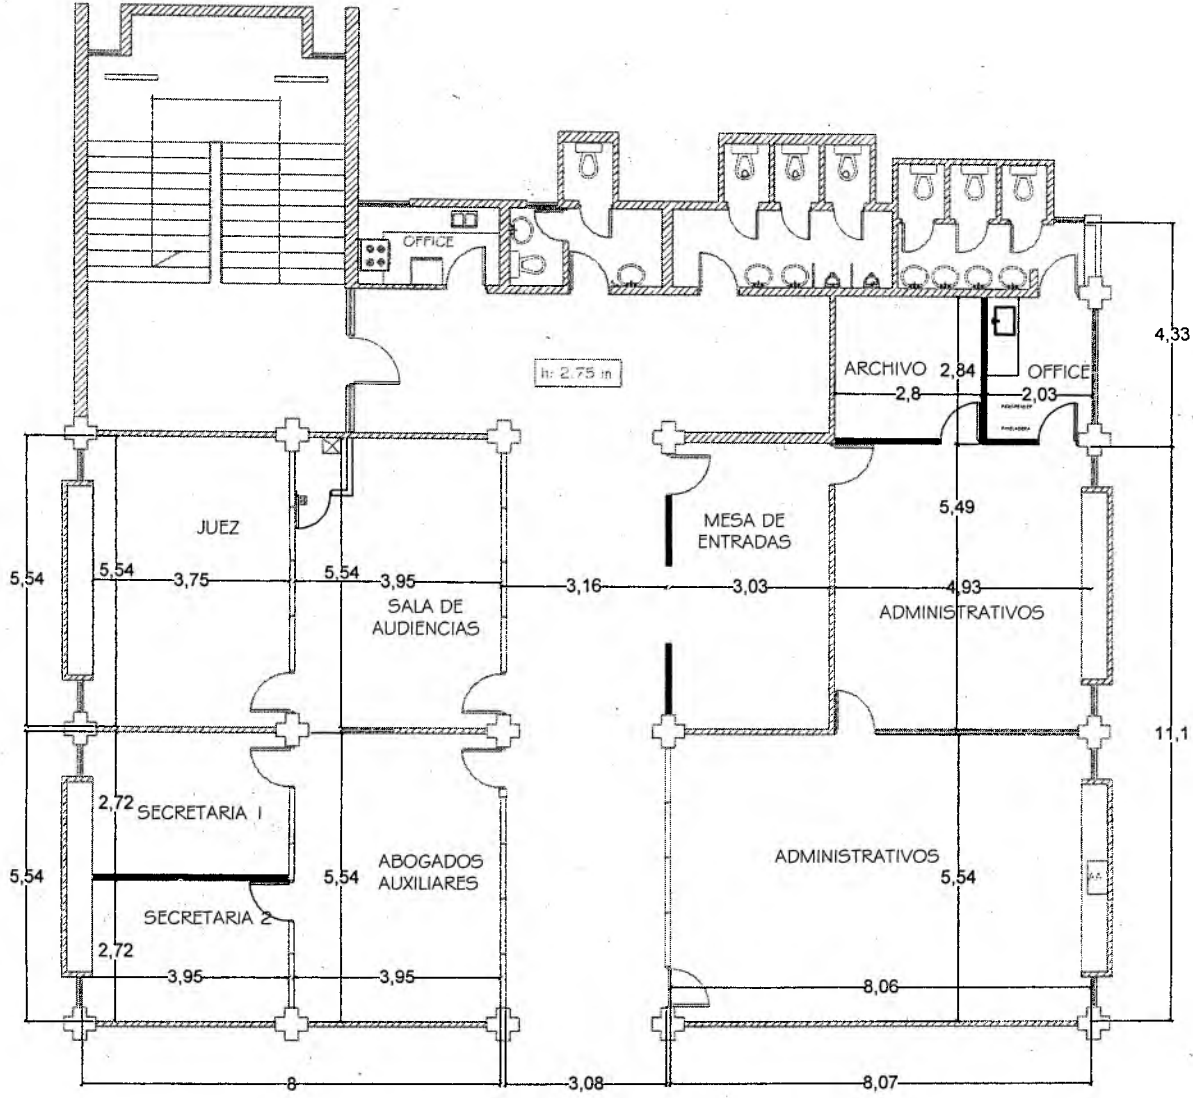 OFFICE
4,33
h: 2.75 m
ARCHIVO
2,84
OFFICE
2,8
2,03
5,49
JUEZ
MESA DE
ENTRADAS
5,54
5,54
3,75
5,54
3,95
3,16
3,03
4,93
SALA DE
AUDIENCIAS
ADMINISTRATIVOS
11,1
2,72
SECRETARIA 1
ABOGADOS
AUXILIARES
ADMINISTRATIVOS
5,54
5,54
5,54
AA
SECRETARIA 2
2,72
3,95
3,95
8,06
8
3,08
8,07